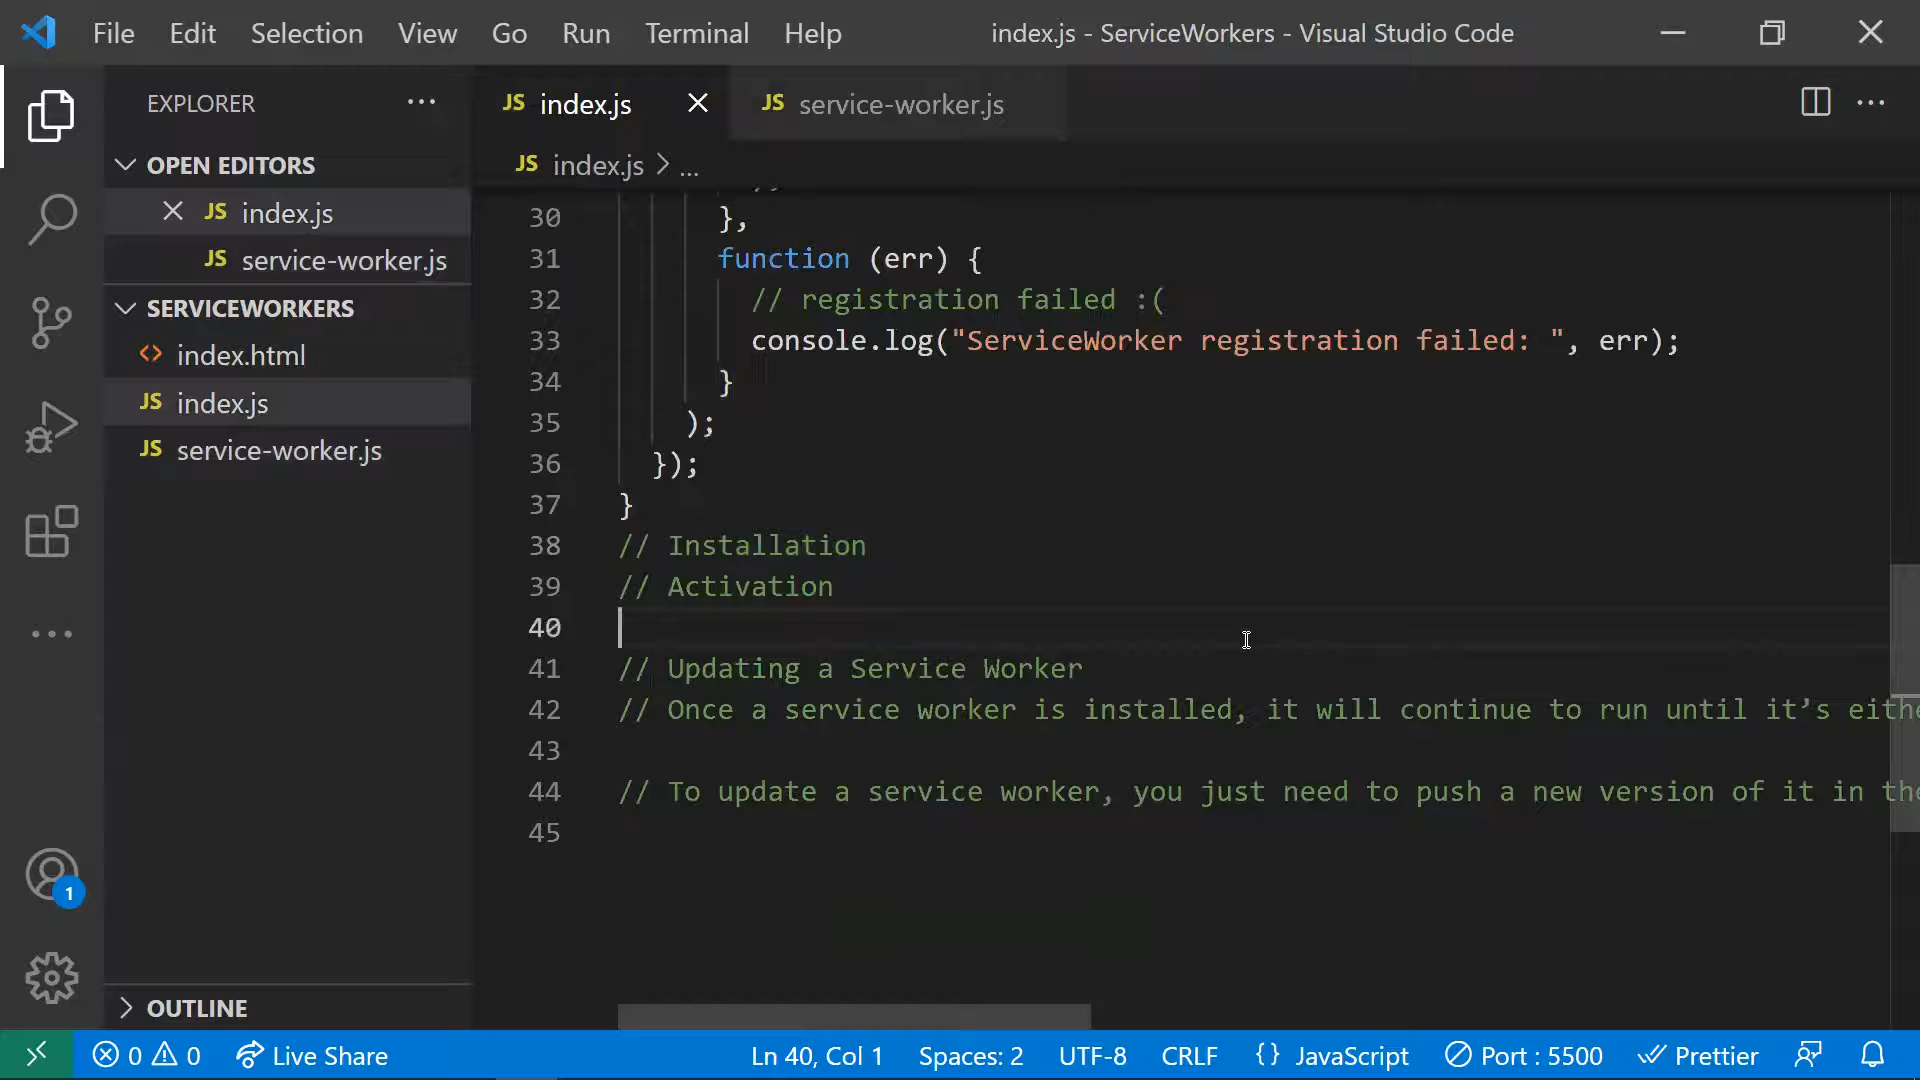 File Edit Selection View Go Run Terminal Help index.js - ServiceWorkers - Visual Studio Code
EXPLORER
JS index.js JS service-worker.js
OPEN EDITORS
JS index.js > ...
JS index.js
JS service-worker.js
SERVICEWORKERS
<> index.html
JS index.js
JS service-worker.js
30 },
31 function (err) {
32 // registration failed :(
33 console.log("ServiceWorker registration failed: ", err);
34 }
35 );
36 });
37 }
38 // Installation
39 // Activation
40
41 // Updating a Service Worker
42 // Once a service worker is installed, it will continue to run until it’s eithe
43
44 // To update a service worker, you just need to push a new version of it in the
45
1
OUTLINE
0 0 Live Share Ln 40, Col 1 Spaces: 2 UTF-8 CRLF {} JavaScript Port : 5500 Prettier